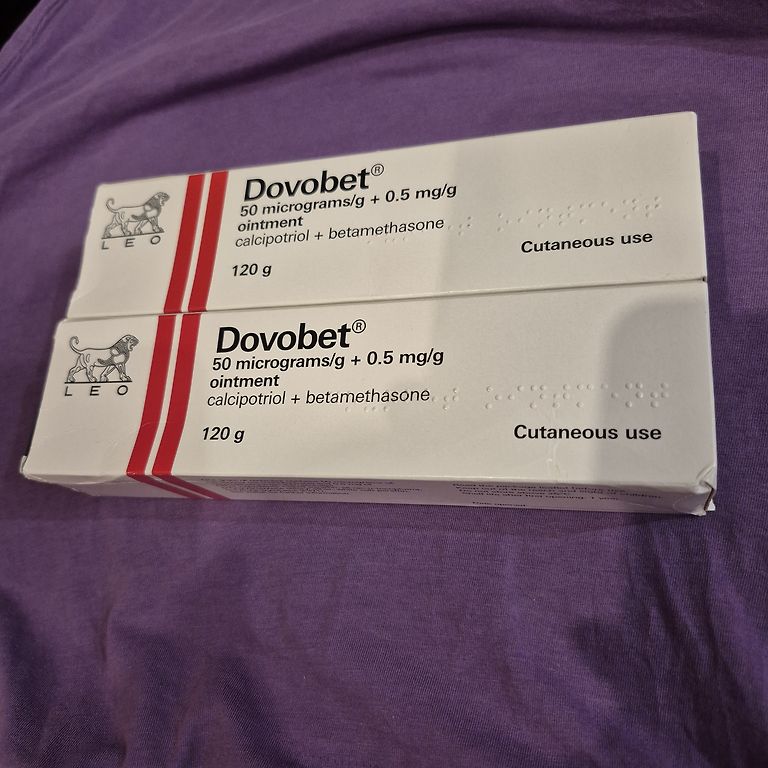 Dovobet®
50 micrograms/g + 0.5 mg/g
ointment
calcipotriol + betamethasone
120 g
Cutaneous use
LEO
Dovobet®
50 micrograms/g + 0.5 mg/g
ointment
calcipotriol + betamethasone
120 g
Cutaneous use
LEO